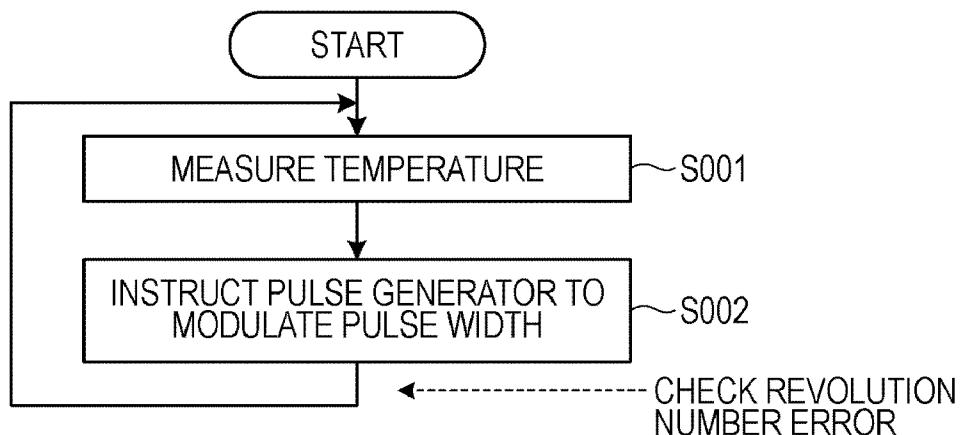 START
MEASURE TEMPERATURE
S001
INSTRUCT PULSE GENERATOR TO
MODULATE PULSE WIDTH
S002
CHECK REVOLUTION
NUMBER ERROR